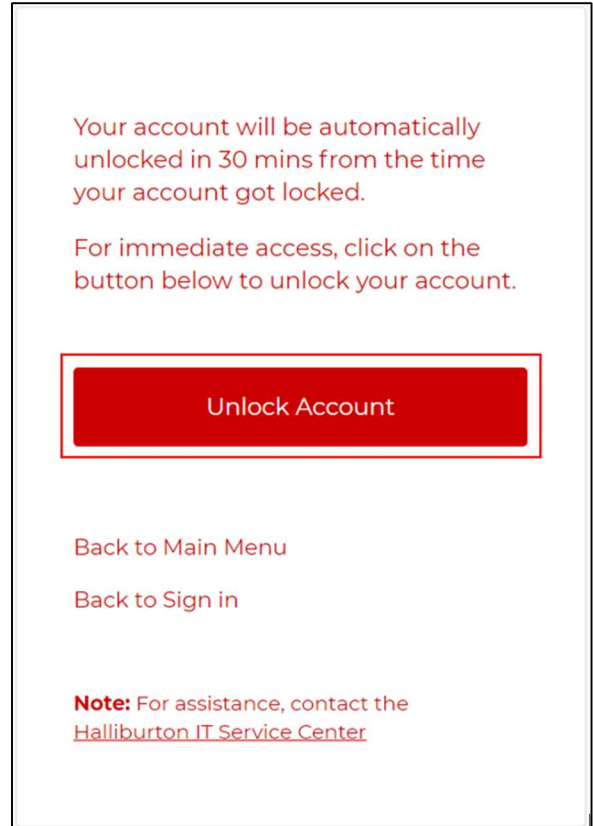 Your account will be automatically
unlocked in 30 mins from the time
your account got locked.
For immediate access, click on the
button below to unlock your account.
Unlock Account
Back to Main Menu
Back to Sign in
Note: For assistance, contact the
Halliburton IT Service Center